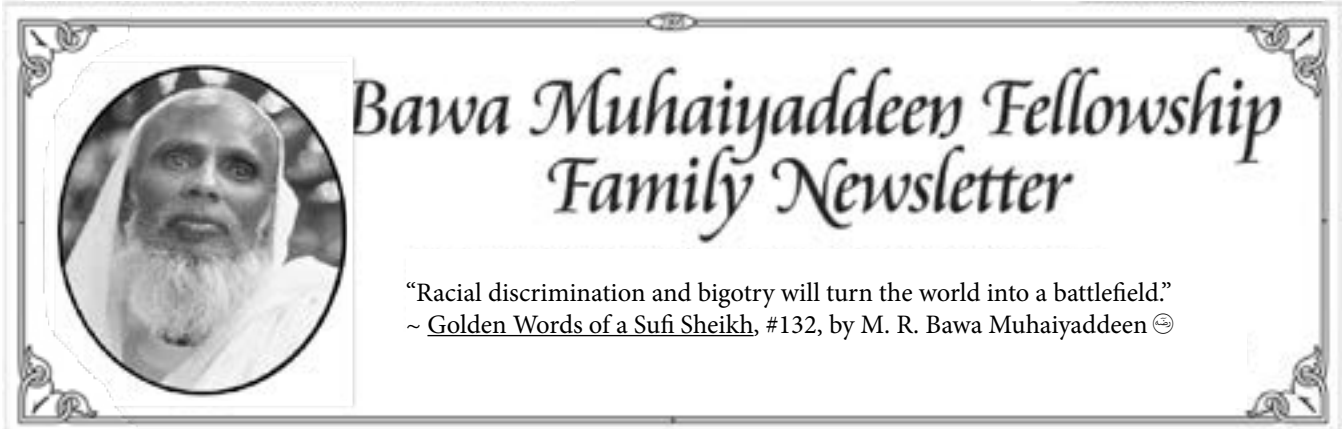 Bawa Muhaiyaddeen Fellowship
Family Newsletter
“Racial discrimination and bigotry will turn the world into a battlefield.”
~ Golden Words of a Sufi Sheikh, #132, by M. R. Bawa Muhaiyaddeen